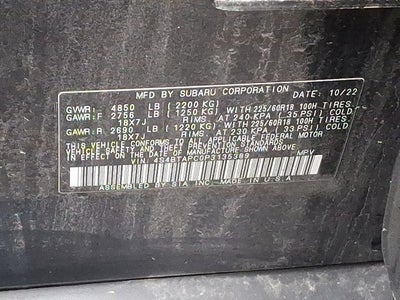 MFD BY SUBARU CORPORATION DATE: 10/22
GVWR: 4850 LB (2200 KG)
GAWR:F 2756 LB (1250 KG) WITH 225/60R18 100H TIRES,
18X7J RIMS AT 240 KPA (35 PSI) COLD
GAWR:R 2690 LB (1220 KG) WITH 225/60R18 100H TIRES,
18X7J RIMS AT 230 KPA (33 PSI) COLD
THIS VEHICLE CONFORMS TO ALL APPLICABLE FEDERAL MOTOR
VEHICLE SAFETY AND THEFT PREVENTION STANDARDS
IN EFFECT ON THE DATE OF MANUFACTURE SHOWN ABOVE.
VIN 4S4BTAPC0P3135389 MPV
ASSEMBLED BY SIA INC. MADE IN U.S.A